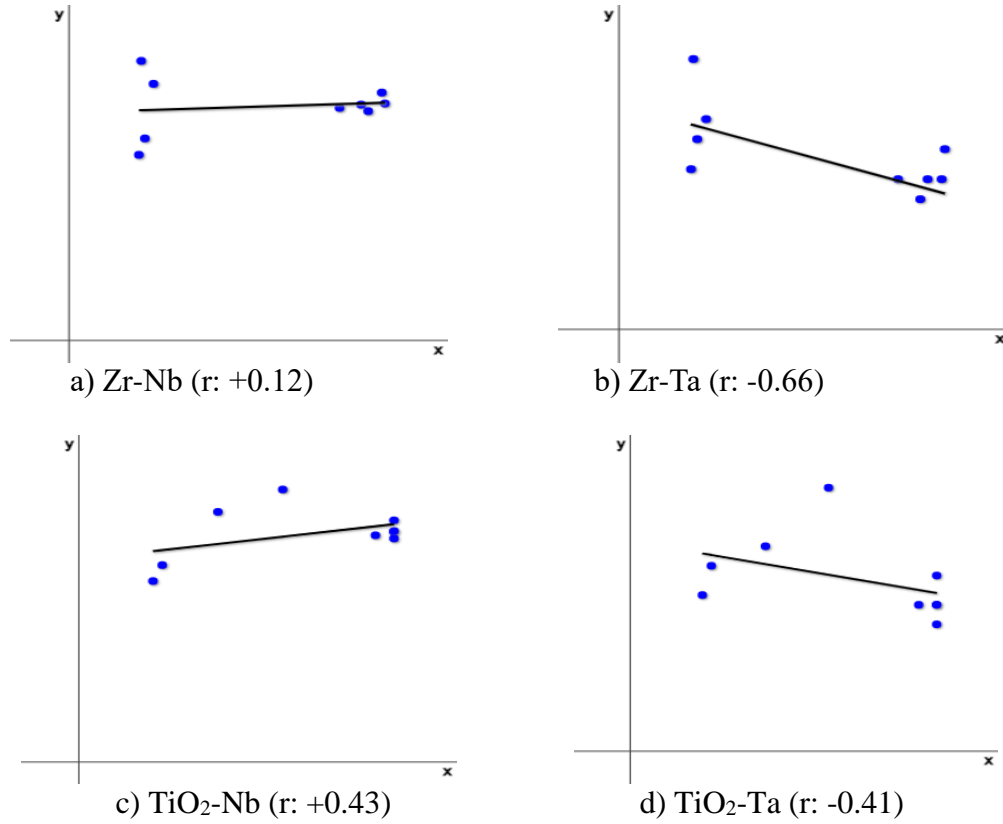 y
y
x
x
a) Zr-Nb (r: +0.12)
b) Zr-Ta (r: -0.66)
y
y
x
x
c) TiO₂-Nb (r: +0.43)
d) TiO₂-Ta (r: -0.41)